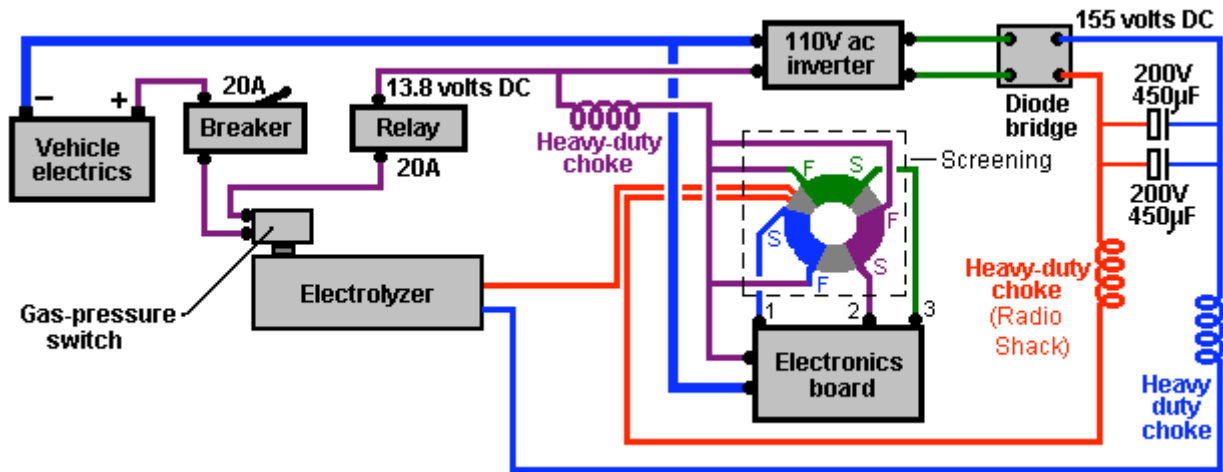 155 volts DC
110V ac
inverter
200V
450µF
Diode
bridge
200V
450µF
−
+
20A
Breaker
13.8 volts DC
Relay
20A
Heavy-duty
choke
Screening
Vehicle
electrics
F
S
S
F
F
S
Gas-pressure
switch
Electrolyzer
1
2
3
Electronics
board
Heavy-duty
choke
(Radio
Shack)
Heavy
duty
choke